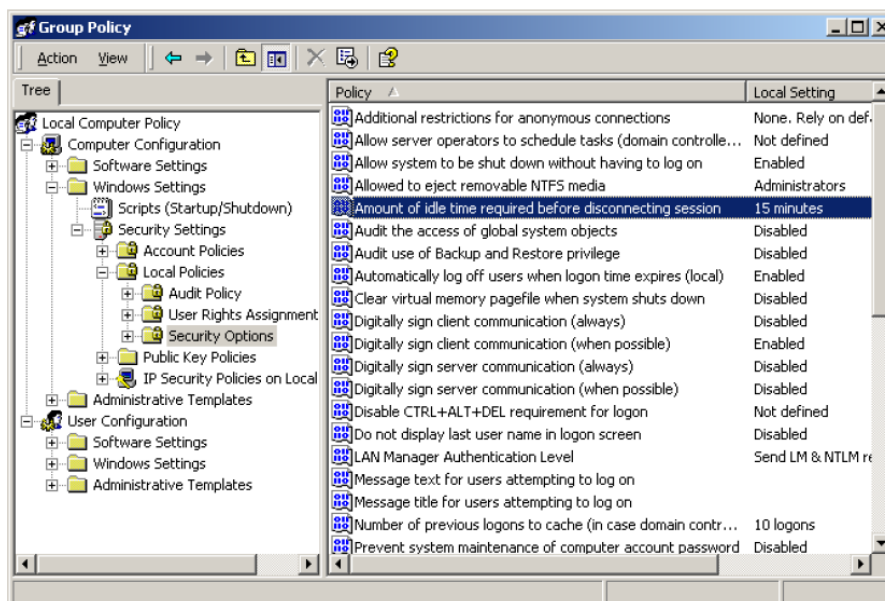 Group Policy
Action View
Tree
Local Computer Policy
Computer Configuration
Software Settings
Windows Settings
Scripts (Startup/Shutdown)
Security Settings
Account Policies
Local Policies
Audit Policy
User Rights Assignment
Security Options
Public Key Policies
IP Security Policies on Local
Administrative Templates
User Configuration
Software Settings
Windows Settings
Administrative Templates
Policy Local Setting
Additional restrictions for anonymous connections None. Rely on def.
Allow server operators to schedule tasks (domain controlle... Not defined
Allow system to be shut down without having to log on Enabled
Allowed to eject removable NTFS media Administrators
Amount of idle time required before disconnecting session 15 minutes
Audit the access of global system objects Disabled
Audit use of Backup and Restore privilege Disabled
Automatically log off users when logon time expires (local) Enabled
Clear virtual memory pagefile when system shuts down Disabled
Digitally sign client communication (always) Disabled
Digitally sign client communication (when possible) Enabled
Digitally sign server communication (always) Disabled
Digitally sign server communication (when possible) Disabled
Disable CTRL+ALT+DEL requirement for logon Not defined
Do not display last user name in logon screen Disabled
LAN Manager Authentication Level Send LM & NTLM re
Message text for users attempting to log on
Message title for users attempting to log on
Number of previous logons to cache (in case domain contr... 10 logons
Prevent system maintenance of computer account password Disabled